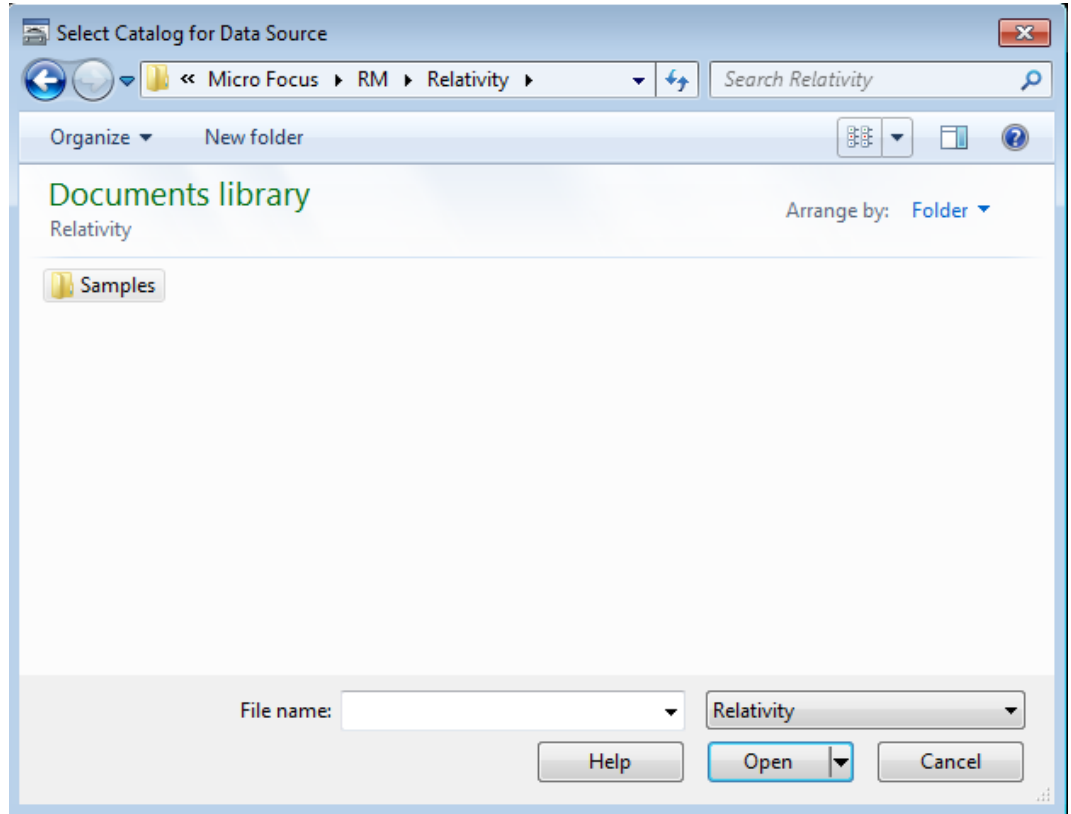 Select Catalog for Data Source
« Micro Focus RM Relativity
Search Relativity
Organize
New folder
Documents library
Relativity
Arrange by: Folder
Samples
File name:
Relativity
Help
Open
Cancel